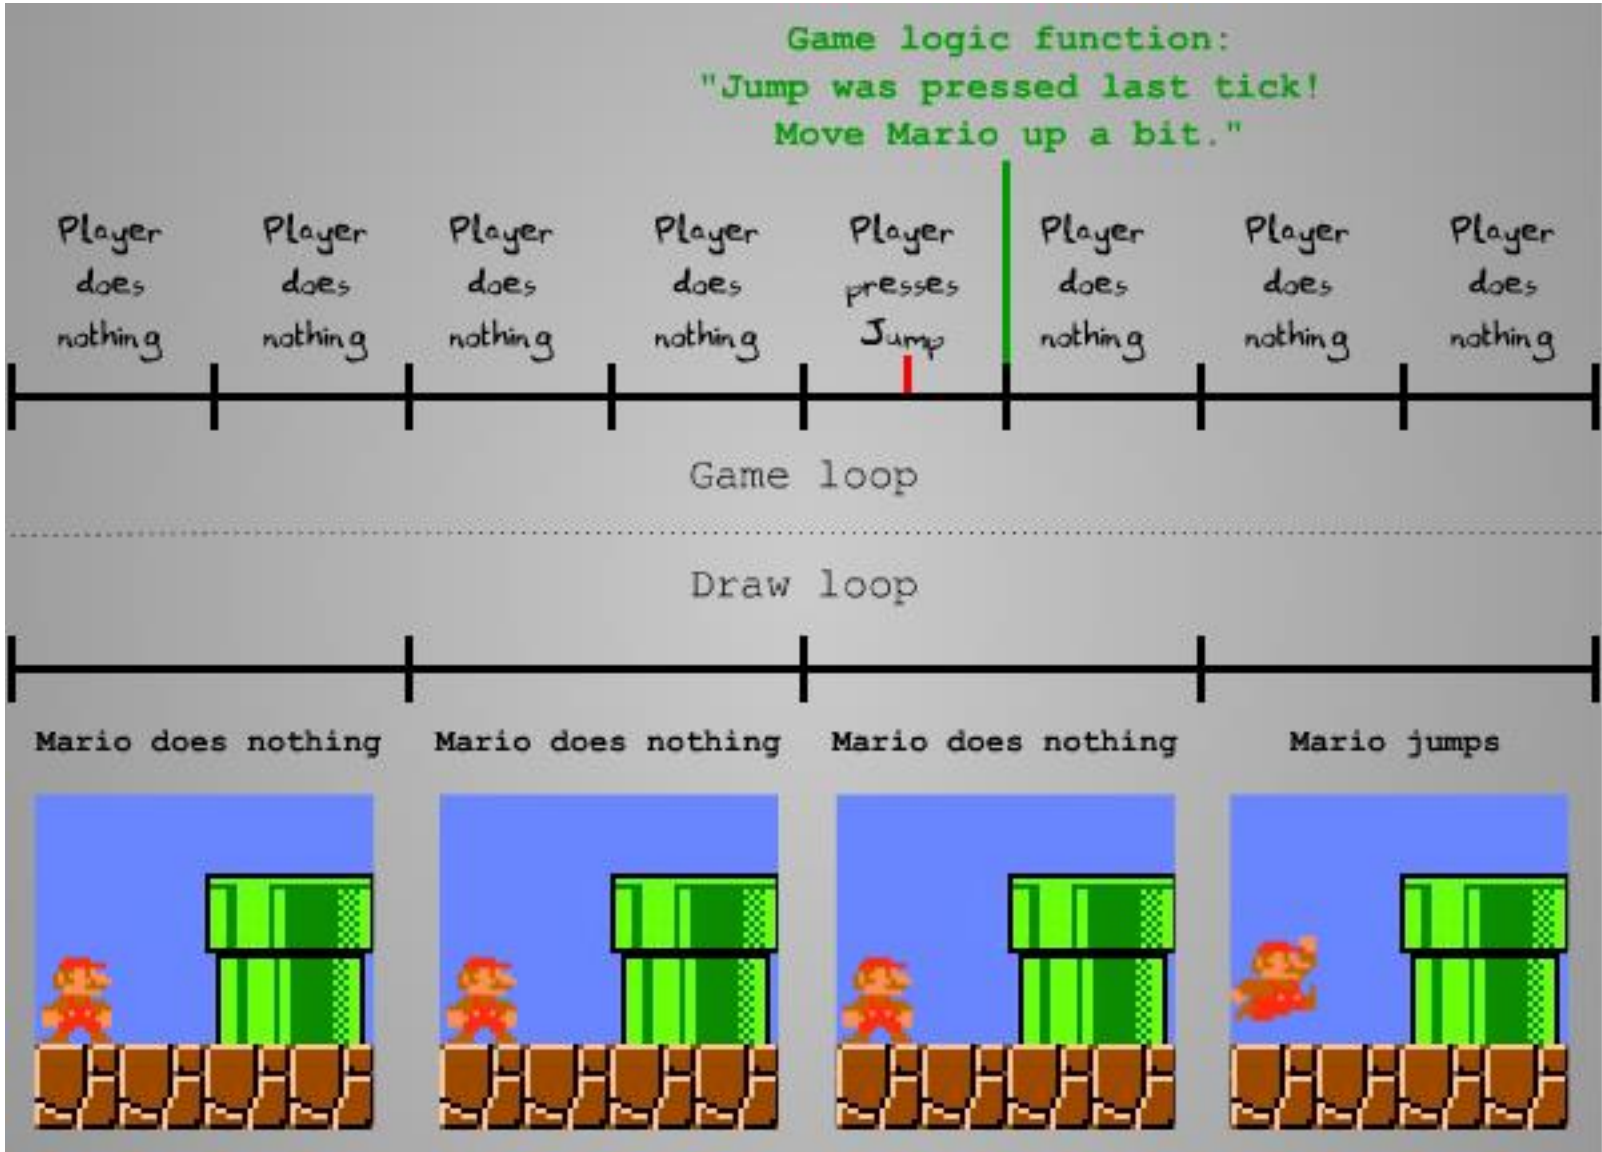 Game logic function:
"Jump was pressed last tick!
Move Mario up a bit."
Player does nothing
Player does nothing
Player does nothing
Player does nothing
Player presses Jump
Player does nothing
Player does nothing
Player does nothing
Game loop
Draw loop
Mario does nothing
Mario does nothing
Mario does nothing
Mario jumps